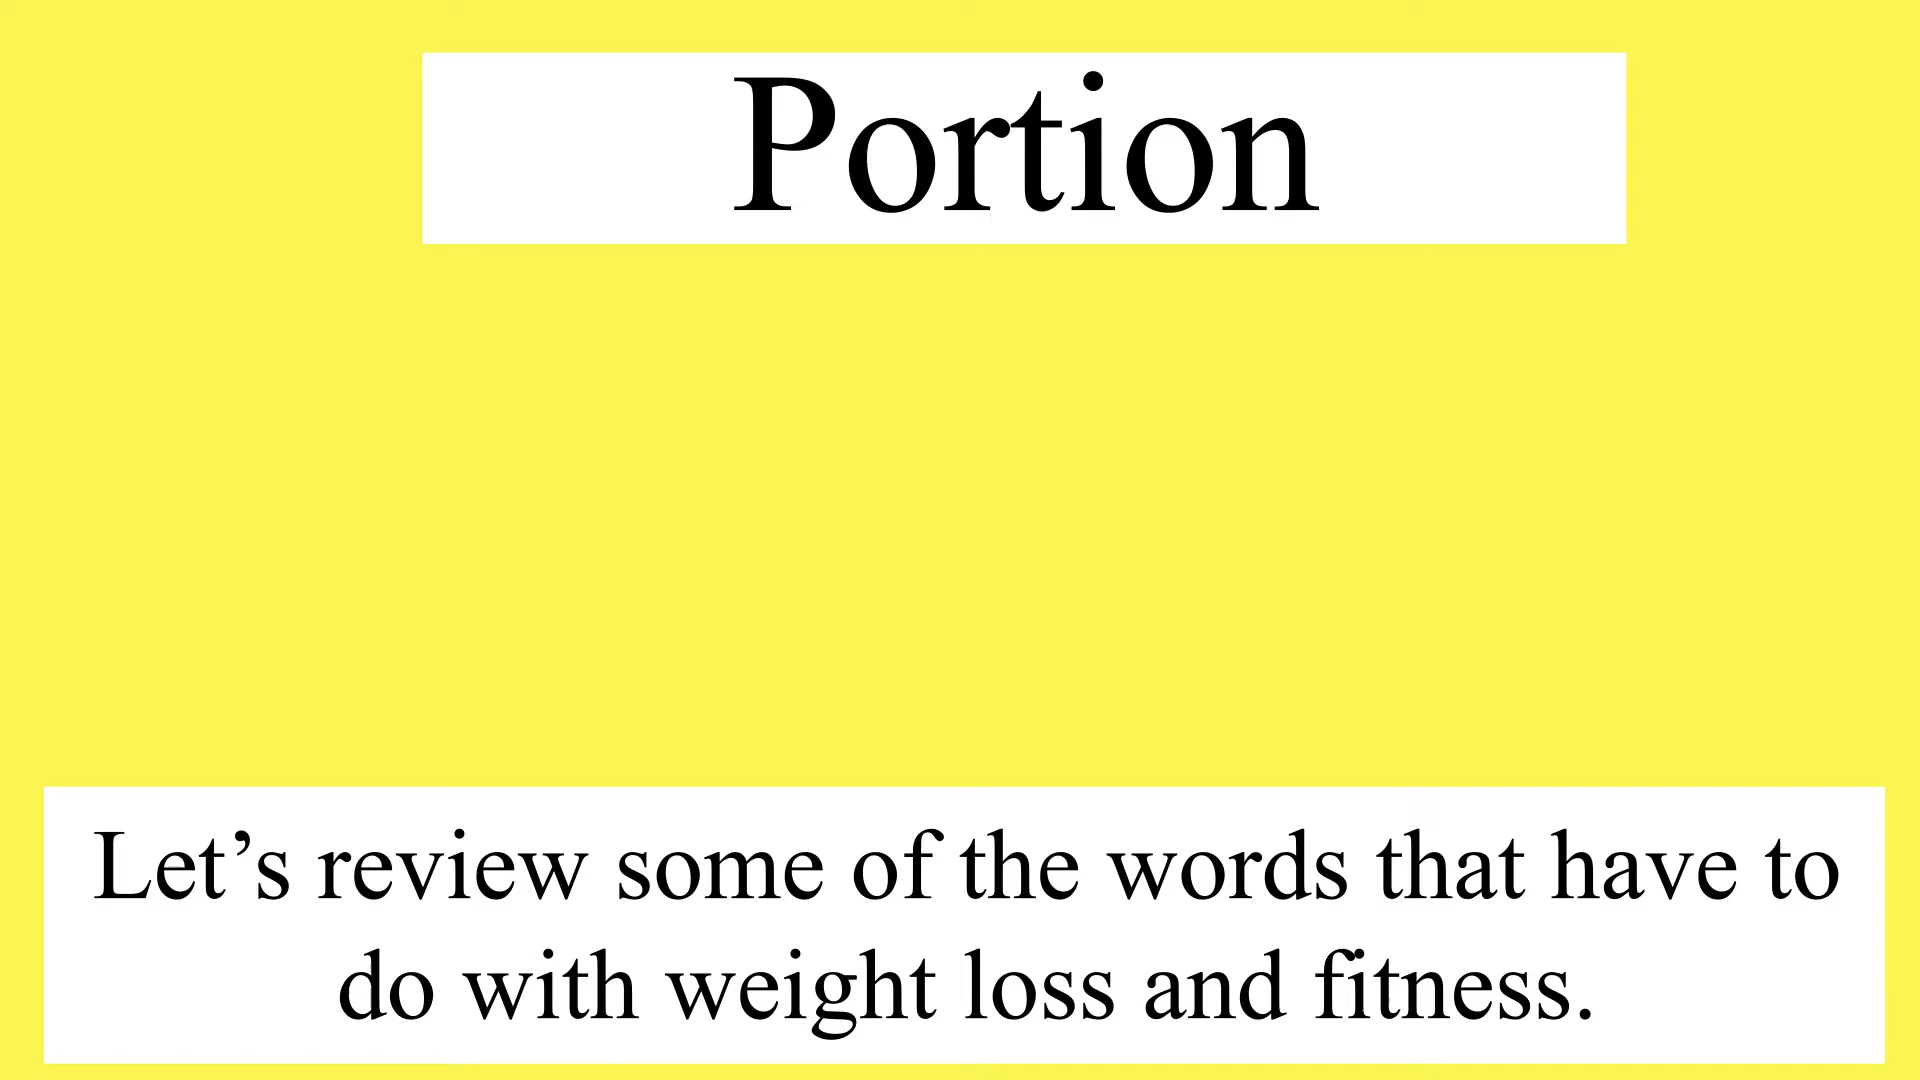 Portion
Let’s review some of the words that have to
do with weight loss and fitness.